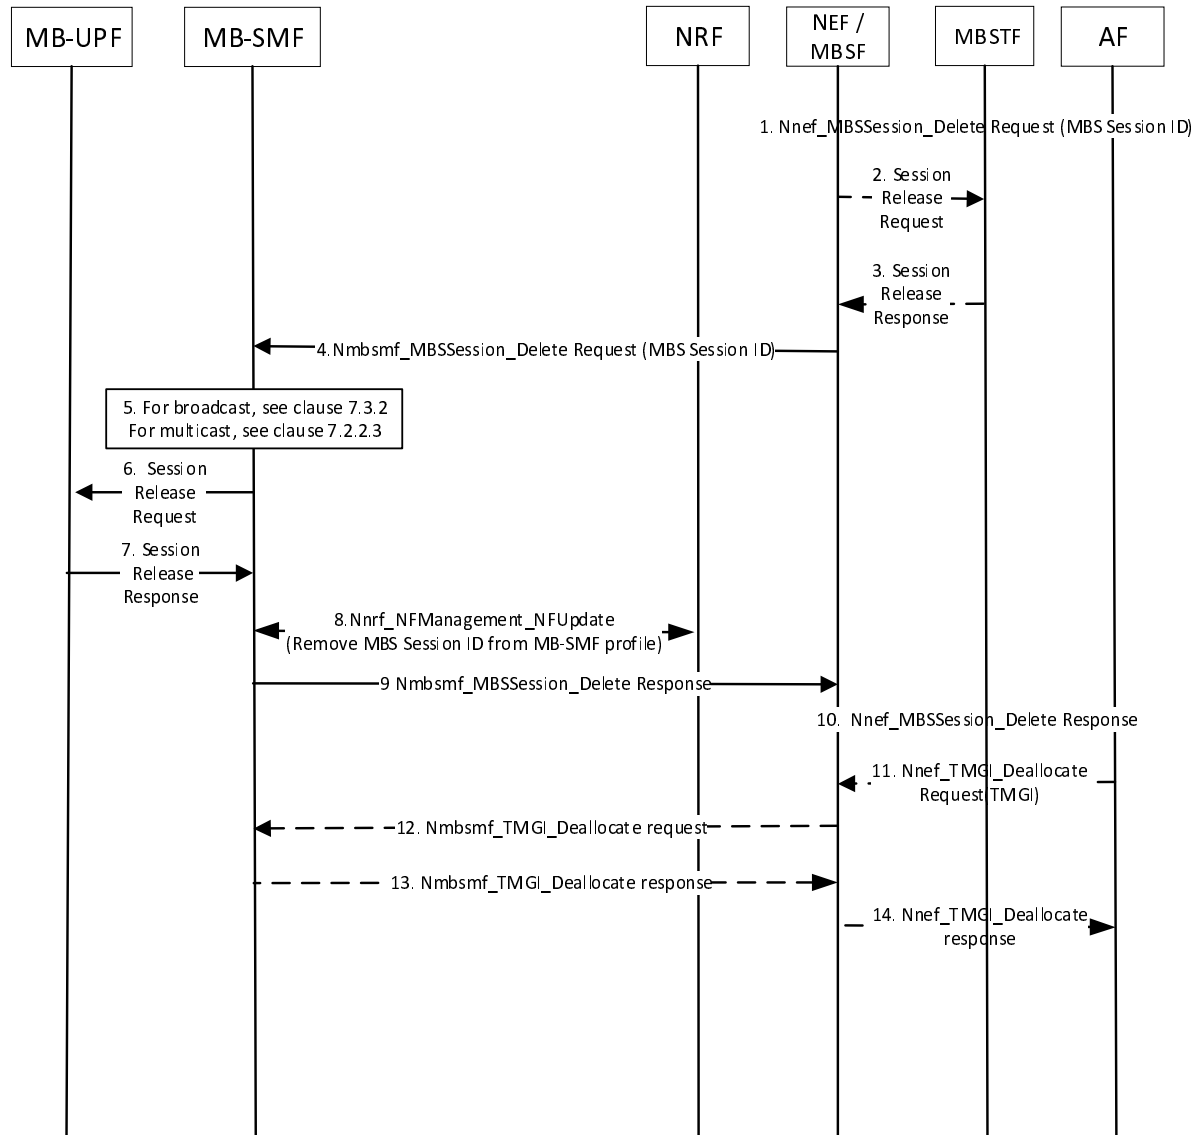 MB-UPF
MB-SMF
NRF
NEF /
MBSF
MBSTF
AF
1. Nnef_MBSSession_Delete Request (MBS Session ID)
2. Session
Release
Request
3. Session
Release
Response
4.Nmbsmf_MBSSession_Delete Request (MBS Session ID)
5. For broadcast, see clause 7.3.2
For multicast, see clause 7.2.2.3
6. Session
Release
Request
7. Session
Release
Response
8.Nnrf_NFManagement_NFUpdate
(Remove MBS Session ID from MB-SMF profile)
9 Nmbsmf_MBSSession_Delete Response
10. Nnef_MBSSession_Delete Response
11. Nnef_TMGI_Deallocate
Request(TMGI)
12. Nmbsmf_TMGI_Deallocate request
13. Nmbsmf_TMGI_Deallocate response
14. Nnef_TMGI_Deallocate
response